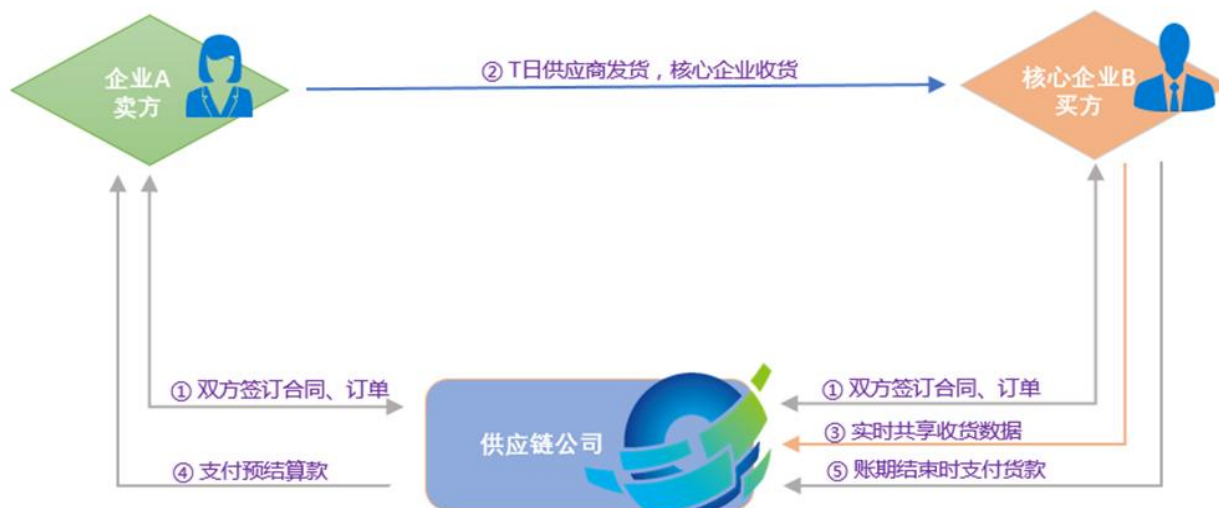 企业A
卖方
② T日供应商发货，核心企业收货
核心企业B
买方
① 双方签订合同、订单
① 双方签订合同、订单
③ 实时共享收货数据
供应链公司
④ 支付预结算款
⑤ 账期结束时支付货款